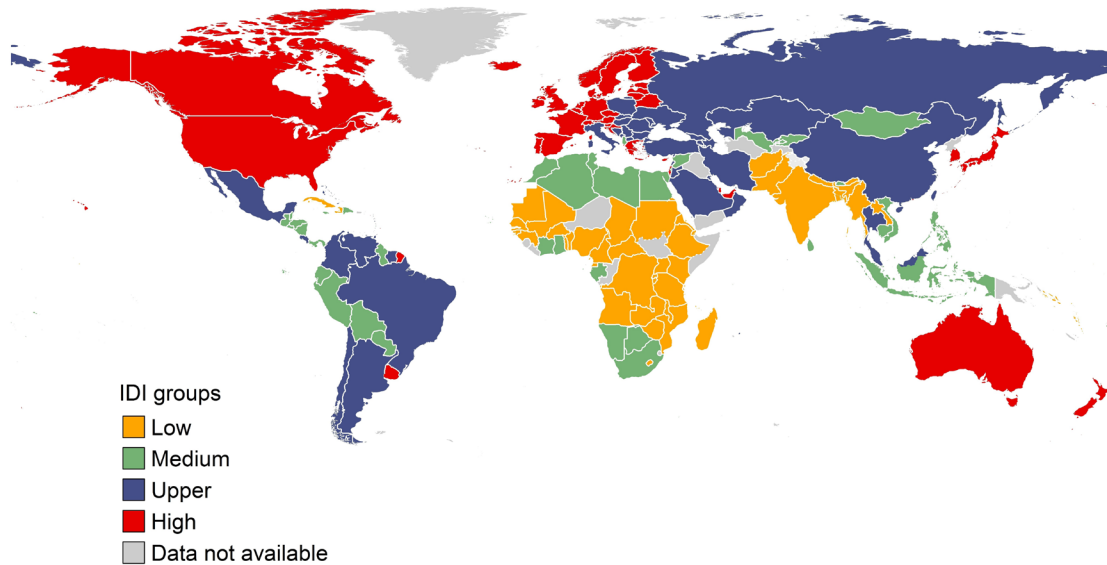 IDI groups
Low
Medium
Upper
High
Data not available